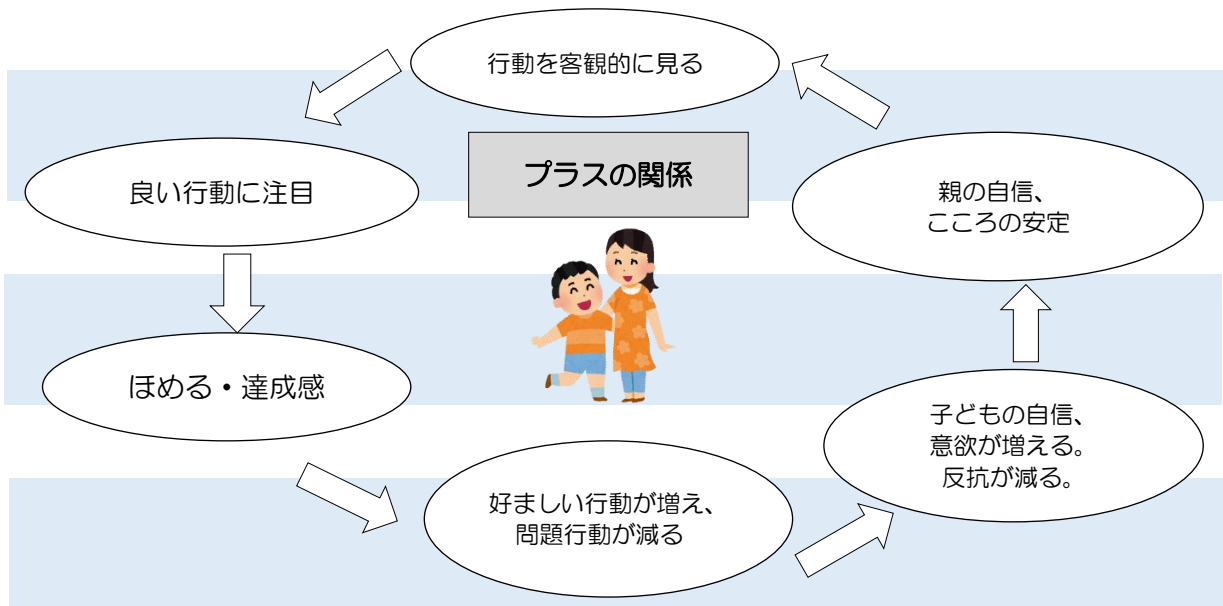 行動を客観的に見る
プラスの関係
良い行動に注目
親の自信、
こころの安定
ほめる・達成感
子どもの自信、
意欲が増える。
反抗が減る。
好ましい行動が増え、
問題行動が減る